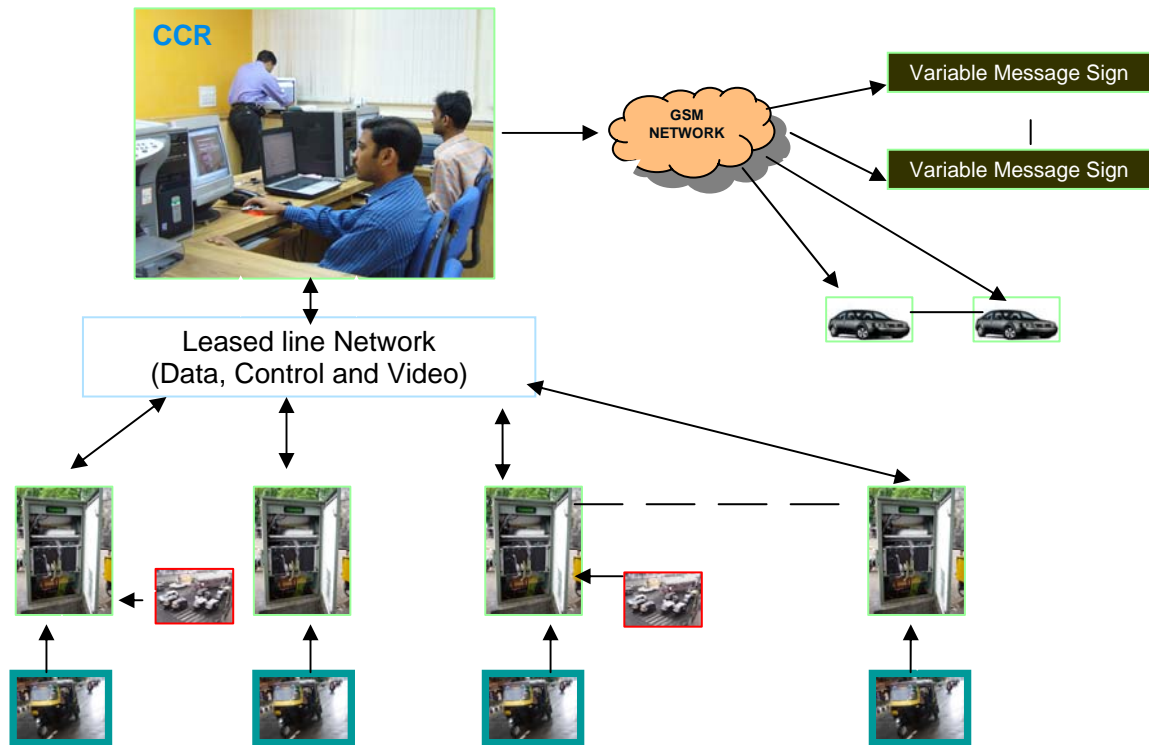 CCR
GSM
NETWORK
Variable Message Sign
Variable Message Sign
Leased line Network
(Data, Control and Video)